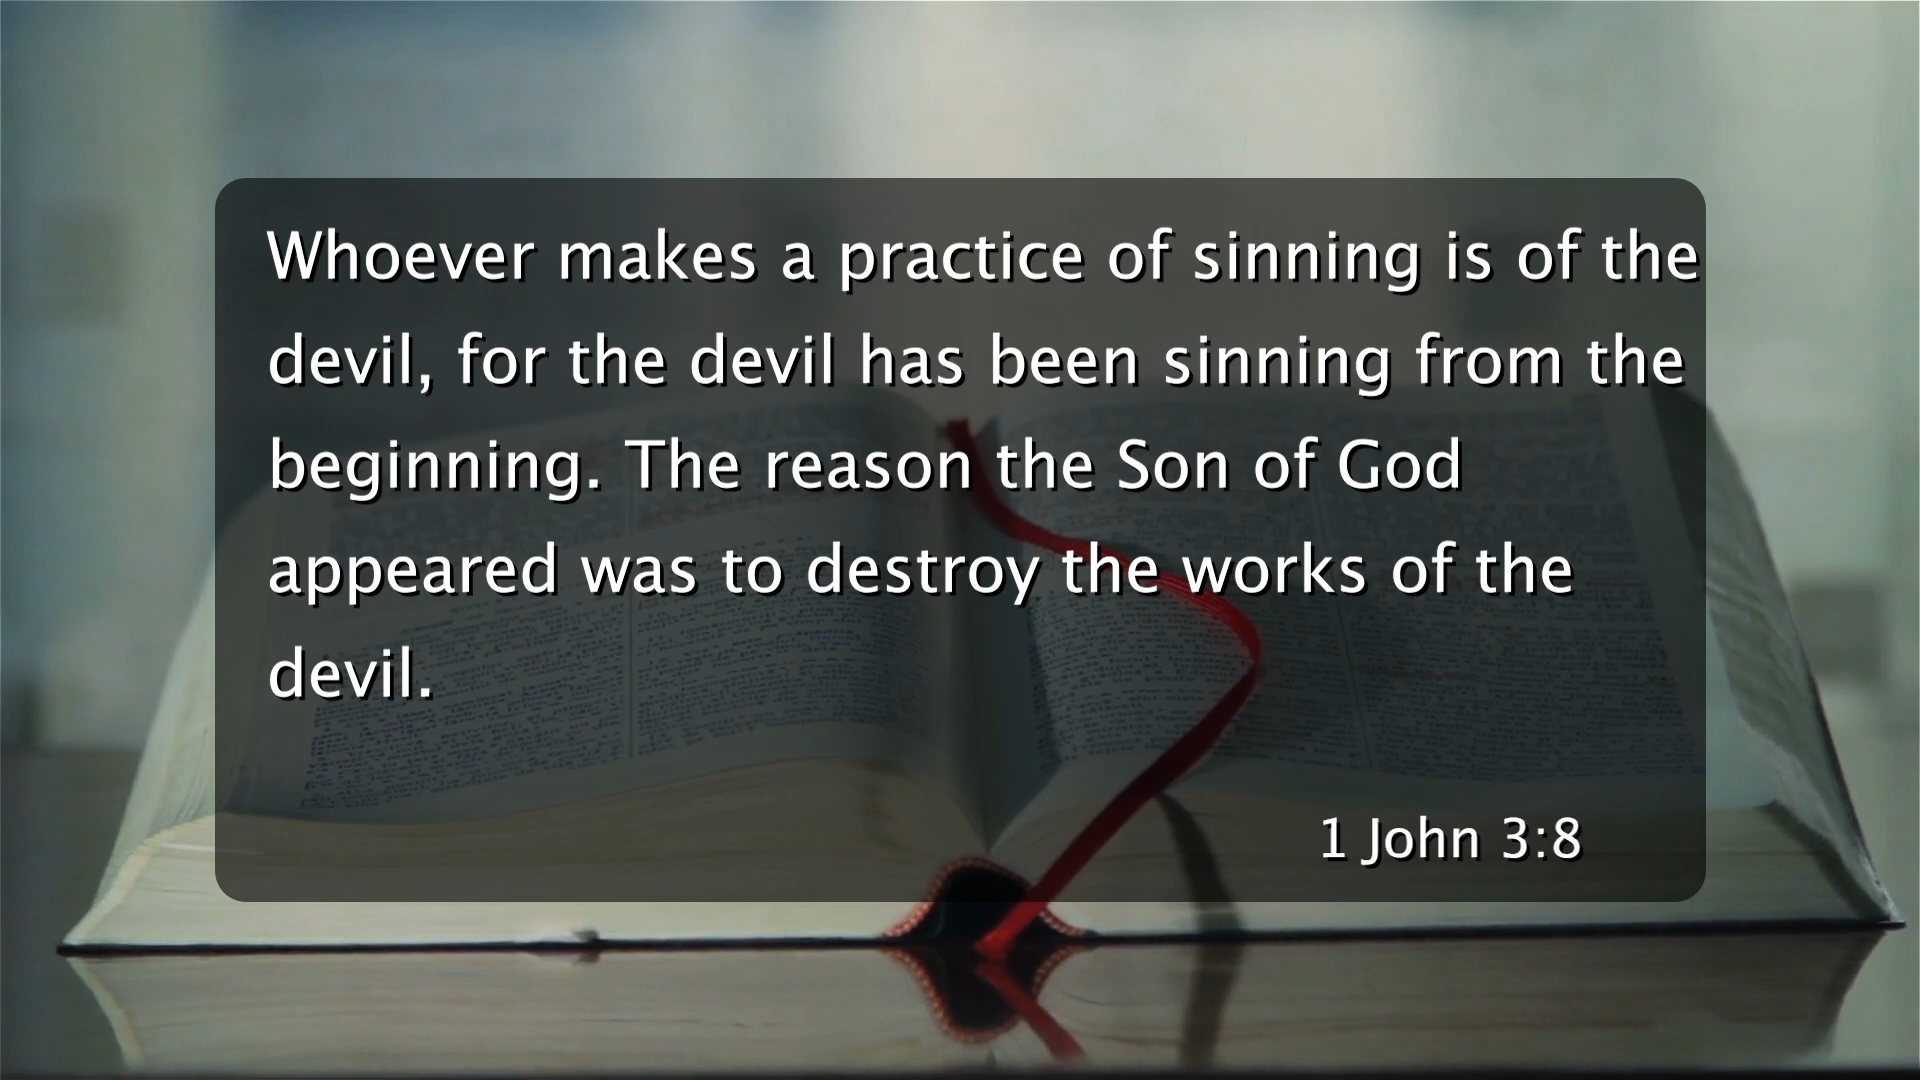 Whoever makes a practice of sinning is of the
devil, for the devil has been sinning from the
beginning. The reason the Son of God
appeared was to destroy the works of the
devil.
1 John 3:8